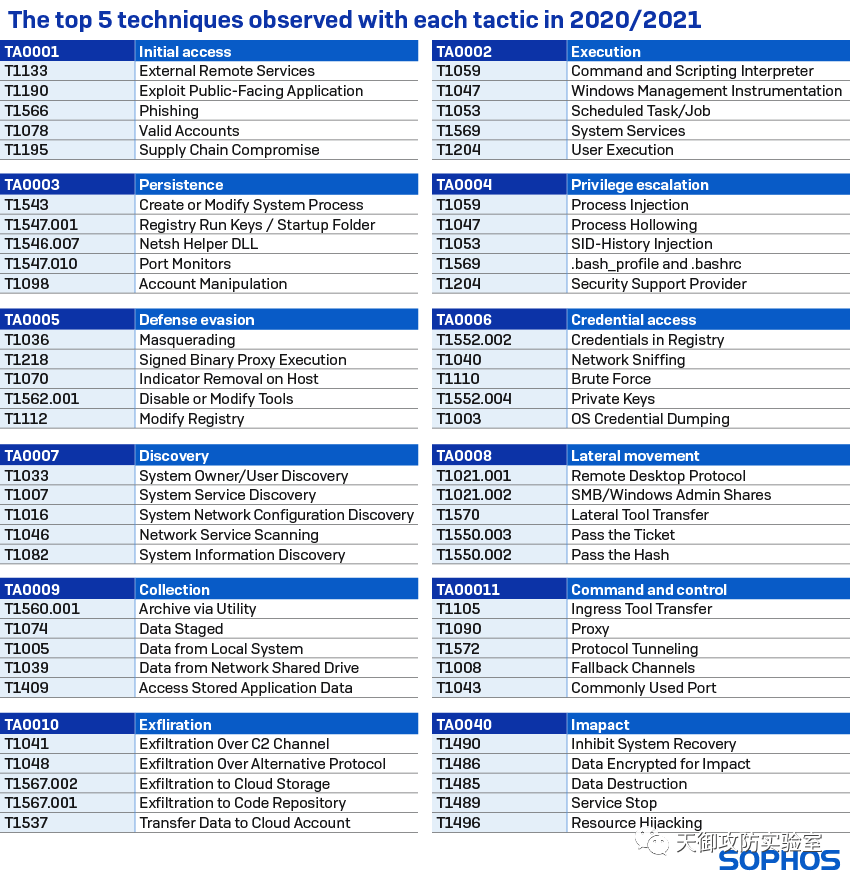 The top 5 techniques observed with each tactic in 2020/2021
TA0001 Initial access
T1133 External Remote Services
T1190 Exploit Public-Facing Application
T1566 Phishing
T1078 Valid Accounts
T1195 Supply Chain Compromise
TA0002 Execution
T1059 Command and Scripting Interpreter
T1047 Windows Management Instrumentation
T1053 Scheduled Task/Job
T1569 System Services
T1204 User Execution
TA0003 Persistence
T1543 Create or Modify System Process
T1547.001 Registry Run Keys / Startup Folder
T1546.007 Netsh Helper DLL
T1547.010 Port Monitors
T1098 Account Manipulation
TA0004 Privilege escalation
T1059 Process Injection
T1047 Process Hollowing
T1053 SID-History Injection
T1569 .bash_profile and .bashrc
T1204 Security Support Provider
TA0005 Defense evasion
T1036 Masquerading
T1218 Signed Binary Proxy Execution
T1070 Indicator Removal on Host
T1562.001 Disable or Modify Tools
T1112 Modify Registry
TA0006 Credential access
T1552.002 Credentials in Registry
T1040 Network Sniffing
T1110 Brute Force
T1552.004 Private Keys
T1003 OS Credential Dumping
TA0007 Discovery
T1033 System Owner/User Discovery
T1007 System Service Discovery
T1016 System Network Configuration Discovery
T1046 Network Service Scanning
T1082 System Information Discovery
TA0008 Lateral movement
T1021.001 Remote Desktop Protocol
T1021.002 SMB/Windows Admin Shares
T1570 Lateral Tool Transfer
T1550.003 Pass the Ticket
T1550.002 Pass the Hash
TA0009 Collection
T1560.001 Archive via Utility
T1074 Data Staged
T1005 Data from Local System
T1039 Data from Network Shared Drive
T1409 Access Stored Application Data
TA00011 Command and control
T1105 Ingress Tool Transfer
T1090 Proxy
T1572 Protocol Tunneling
T1008 Fallback Channels
T1043 Commonly Used Port
TA0010 Exfliration
T1041 Exfiltration Over C2 Channel
T1048 Exfiltration Over Alternative Protocol
T1567.002 Exfiltration to Cloud Storage
T1567.001 Exfiltration to Code Repository
T1537 Transfer Data to Cloud Account
TA0040 Imapact
T1490 Inhibit System Recovery
T1486 Data Encrypted for Impact
T1485 Data Destruction
T1489 Service Stop
T1496 Resource Hijacking
天御攻防实验室
SOPHOS